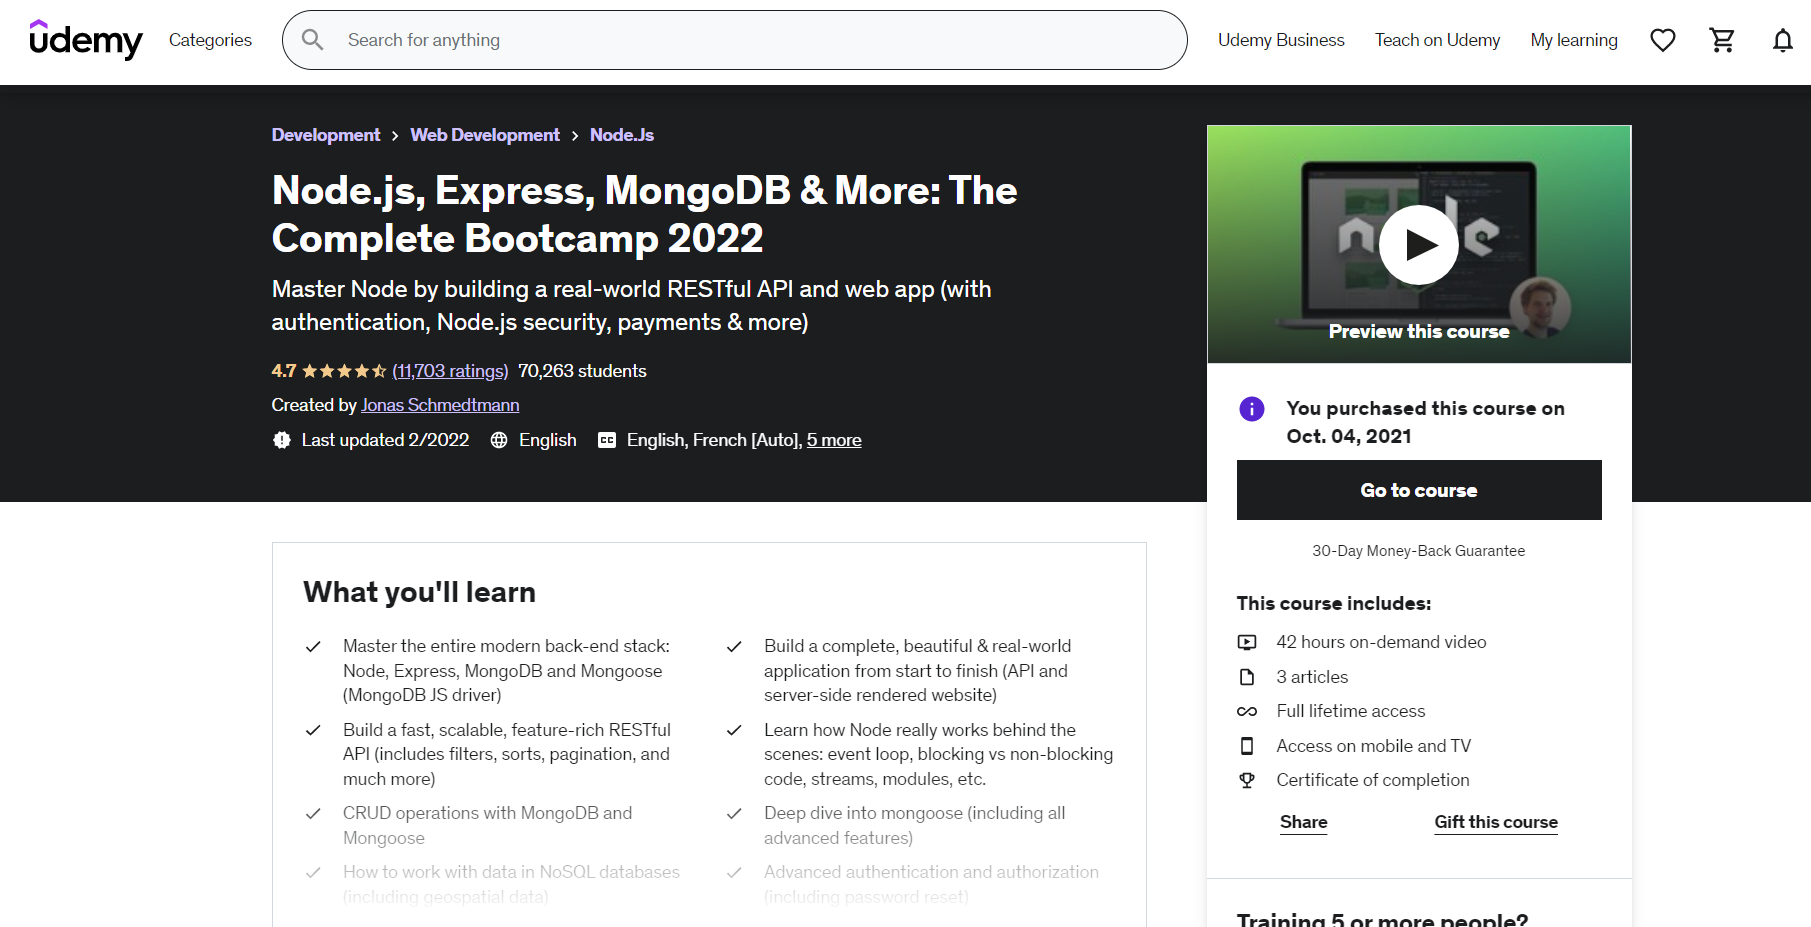 udemy
Categories
Search for anything
Udemy Business
Teach on Udemy
My learning
Development › Web Development › Node.Js
Node.js, Express, MongoDB & More: The
Complete Bootcamp 2022
Master Node by building a real-world RESTful API and web app (with
authentication, Node.js security, payments & more)
4.7 (11,703 ratings) 70,263 students
Created by Jonas Schmedtmann
Last updated 2/2022 English CC English, French [Auto], 5 more
Preview this course
You purchased this course on
Oct. 04, 2021
Go to course
30-Day Money-Back Guarantee
This course includes:
42 hours on-demand video
3 articles
Full lifetime access
Access on mobile and TV
Certificate of completion
Share
Gift this course
Training 5 or more people?
What you'll learn
Master the entire modern back-end stack:
Node, Express, MongoDB and Mongoose
(MongoDB JS driver)
Build a complete, beautiful & real-world
application from start to finish (API and
server-side rendered website)
Build a fast, scalable, feature-rich RESTful
API (includes filters, sorts, pagination, and
much more)
Learn how Node really works behind the
scenes: event loop, blocking vs non-blocking
code, streams, modules, etc.
CRUD operations with MongoDB and
Mongoose
Deep dive into mongoose (including all
advanced features)
How to work with data in NoSQL databases
(including geospatial data)
Advanced authentication and authorization
(including password reset)